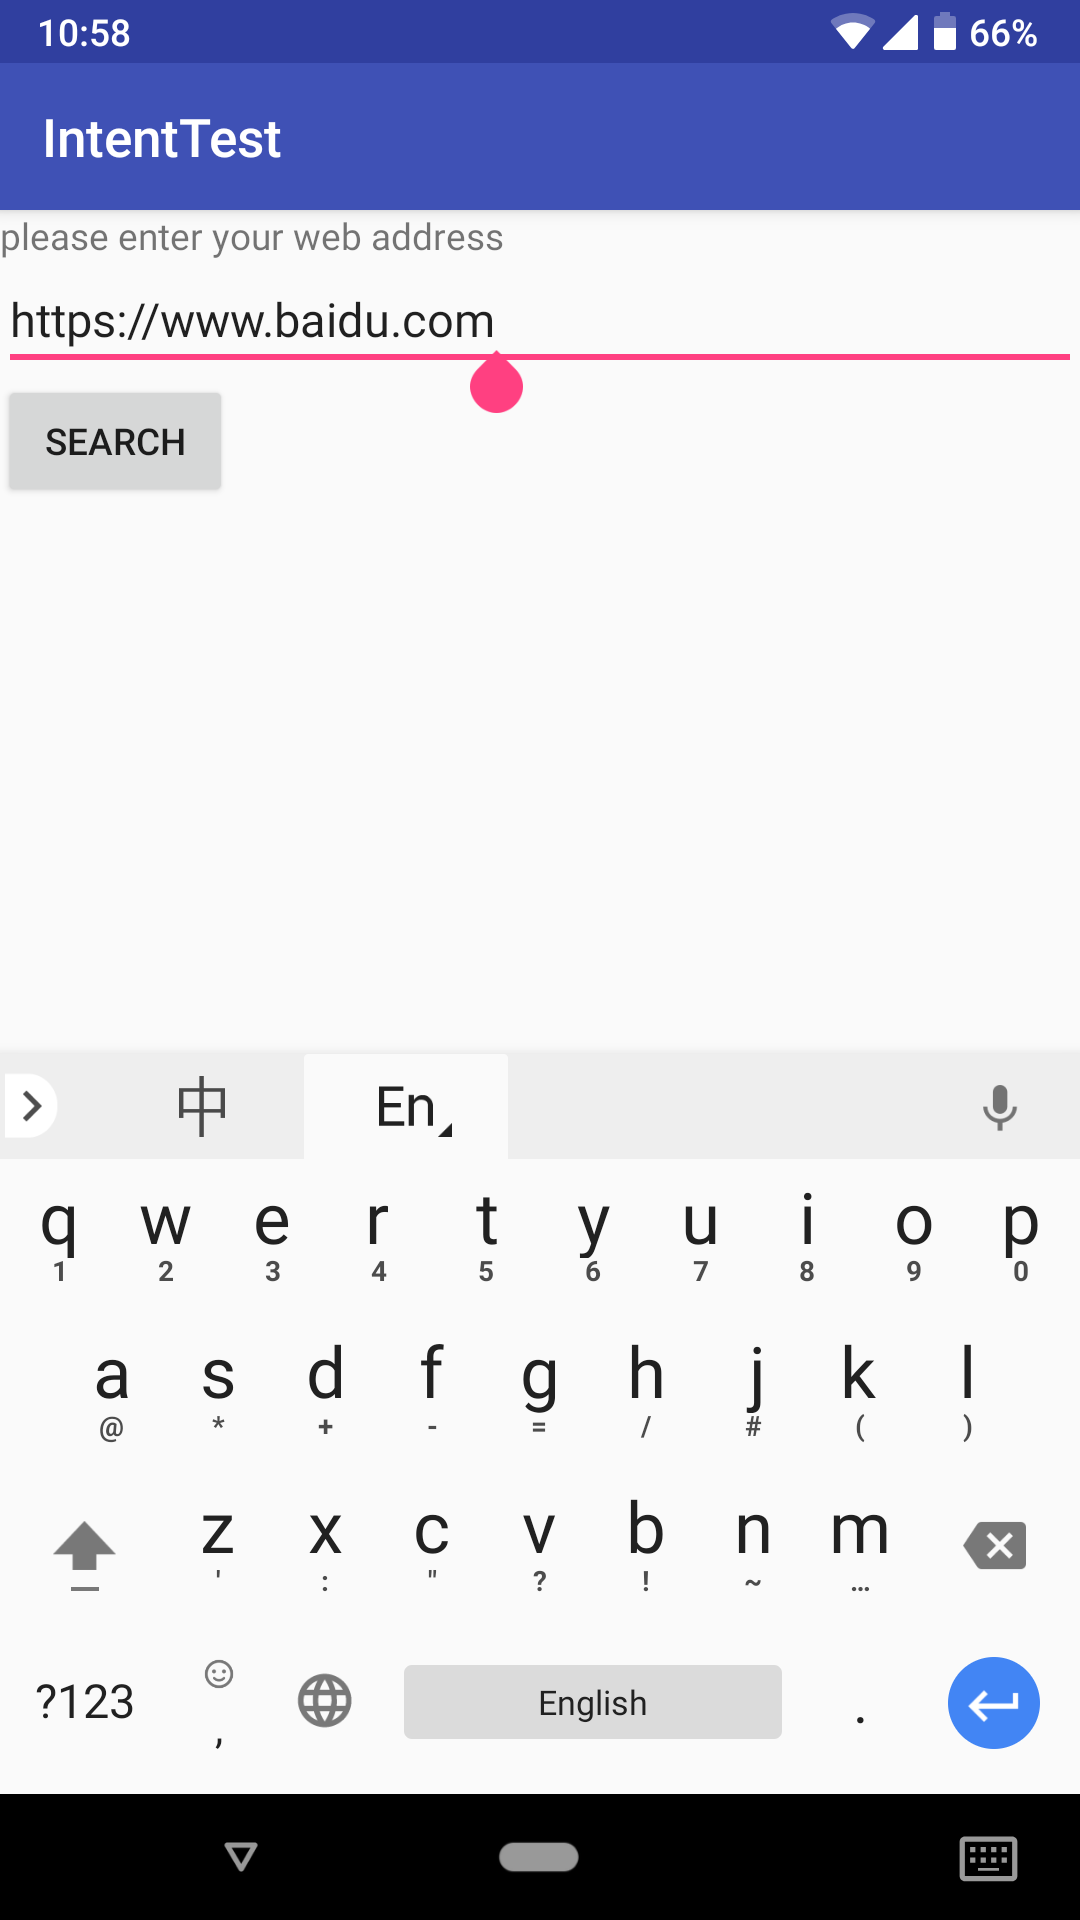 10:58 66%
IntentTest
please enter your web address
https://www.baidu.com
SEARCH
中 En
q w e r t y u i o p
1 2 3 4 5 6 7 8 9 0
a s d f g h j k l
@ * + - = / # ( )
z x c v b n m
' : " ? ! ~ …
?123 , English .